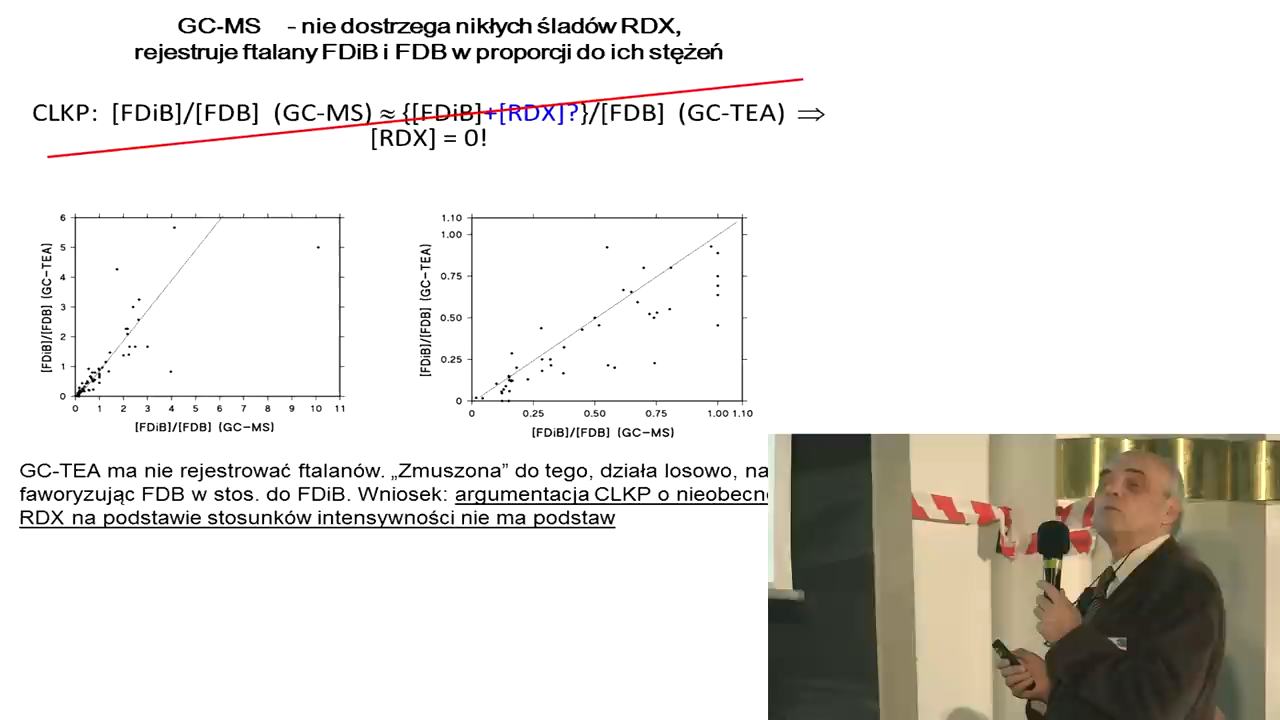 GC-MS - nie dostrzega nikłych śladów RDX,
rejestruje ftalany FDiB i FDB w proporcji do ich stężeń
CLKP: [FDiB]/[FDB] (GC-MS) ≈ {[FDiB]+[RDX]?}/[FDB] (GC-TEA) ⇒
[RDX] = 0!
[FDiB]/[FDB] (GC−TEA)
6
5
4
3
2
1
0
0 1 2 3 4 5 6 7 8 9 10 11
[FDiB]/[FDB] (GC−MS)
[FDiB]/[FDB] (GC−TEA)
1.10
1.00
0.75
0.50
0.25
0
0 0.25 0.50 0.75 1.00 1.10
[FDiB]/[FDB] (GC−MS)
GC-TEA ma nie rejestrować ftalanów. „Zmuszona” do tego, działa losowo, na
faworyzując FDB w stos. do FDiB. Wniosek: argumentacja CLKP o
RDX na podstawie stosunków intensywności nie ma podstaw